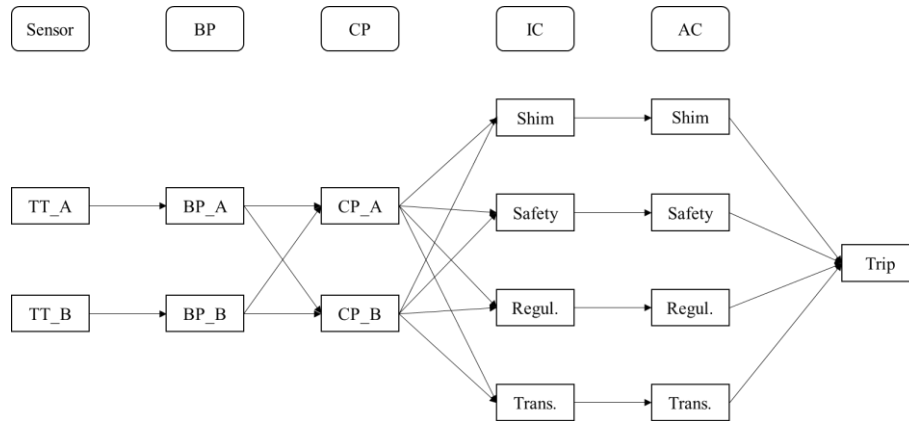 Sensor
BP
CP
IC
AC
Shim
Shim
TT_A
BP_A
CP_A
Safety
Safety
Trip
TT_B
BP_B
CP_B
Regul.
Regul.
Trans.
Trans.